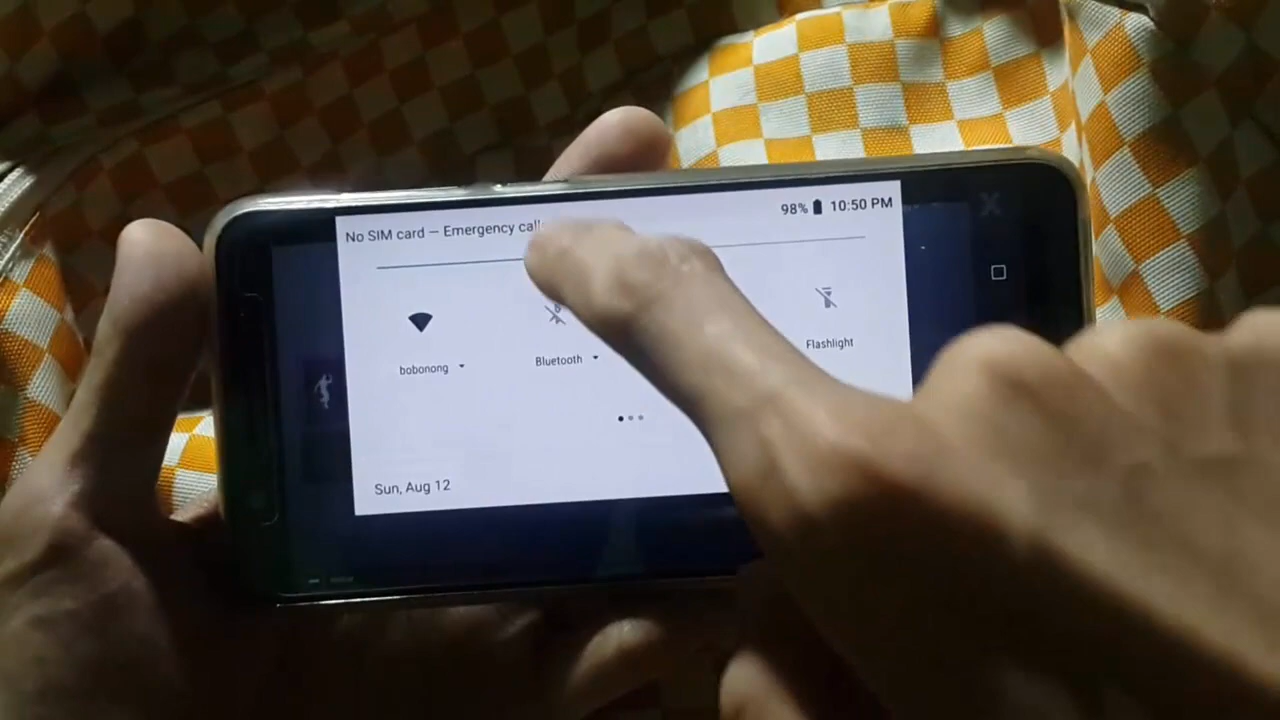 No SIM card — Emergency call
98% 10:50 PM
bobonong
Bluetooth
Flashlight
Sun, Aug 12